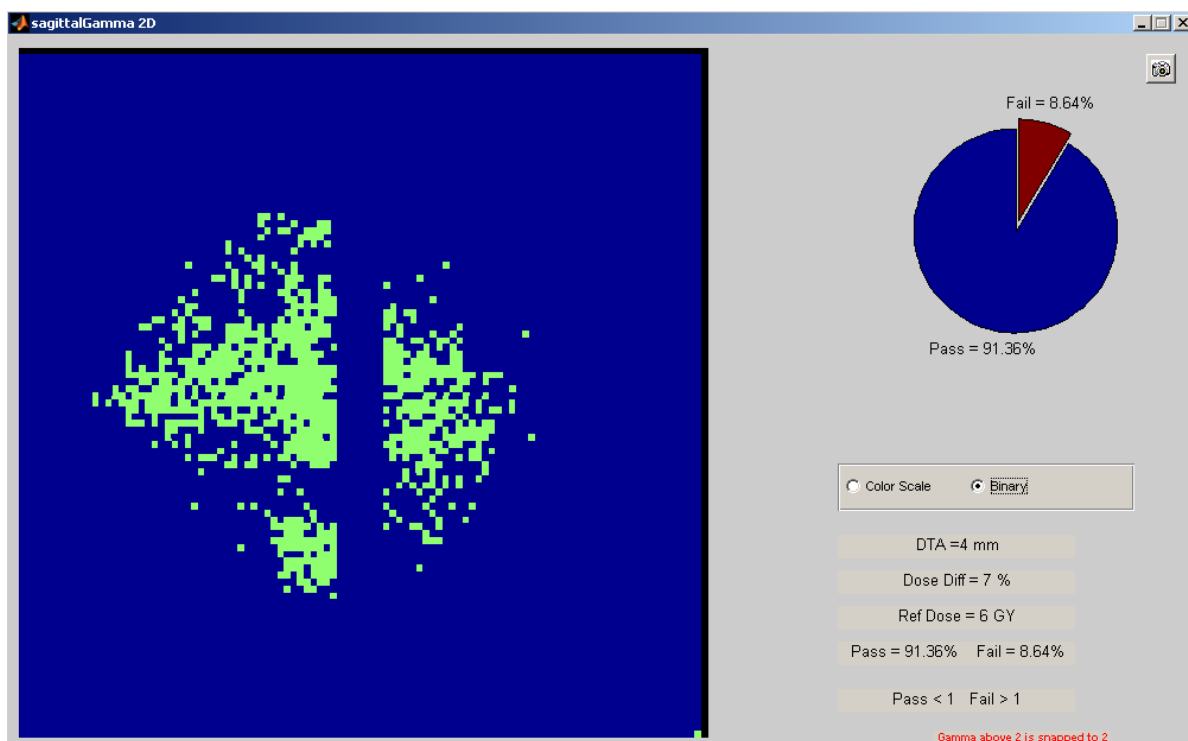 sagittalGamma 2D
Fail = 8.64%
Pass = 91.36%
Color Scale Binary
DTA =4 mm
Dose Diff = 7 %
Ref Dose = 6 GY
Pass = 91.36% Fail = 8.64%
Pass < 1 Fail > 1
Gamma above 2 is snapped to 2